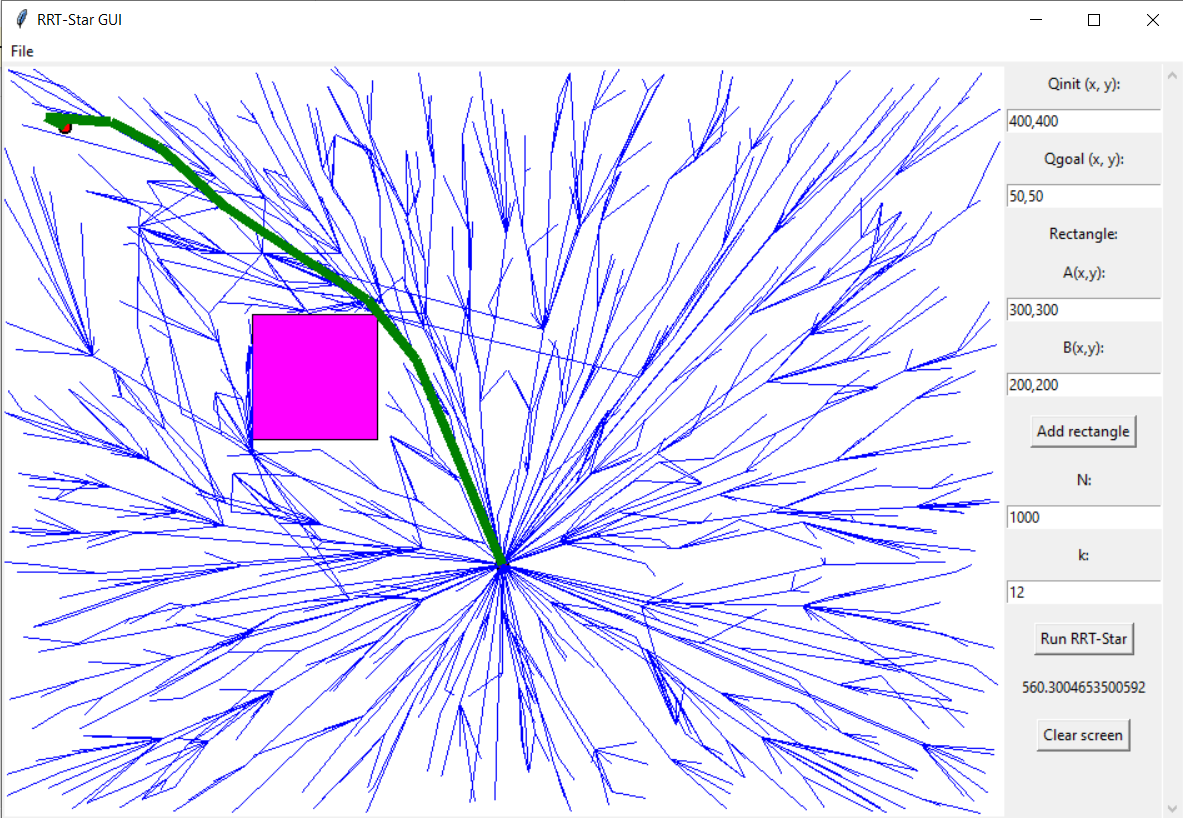 RRT-Star GUI
File
Qinit (x, y):
400,400
Qgoal (x, y):
50,50
Rectangle:
A(x,y):
300,300
B(x,y):
200,200
Add rectangle
N:
1000
k:
12
Run RRT-Star
560.3004653500592
Clear screen